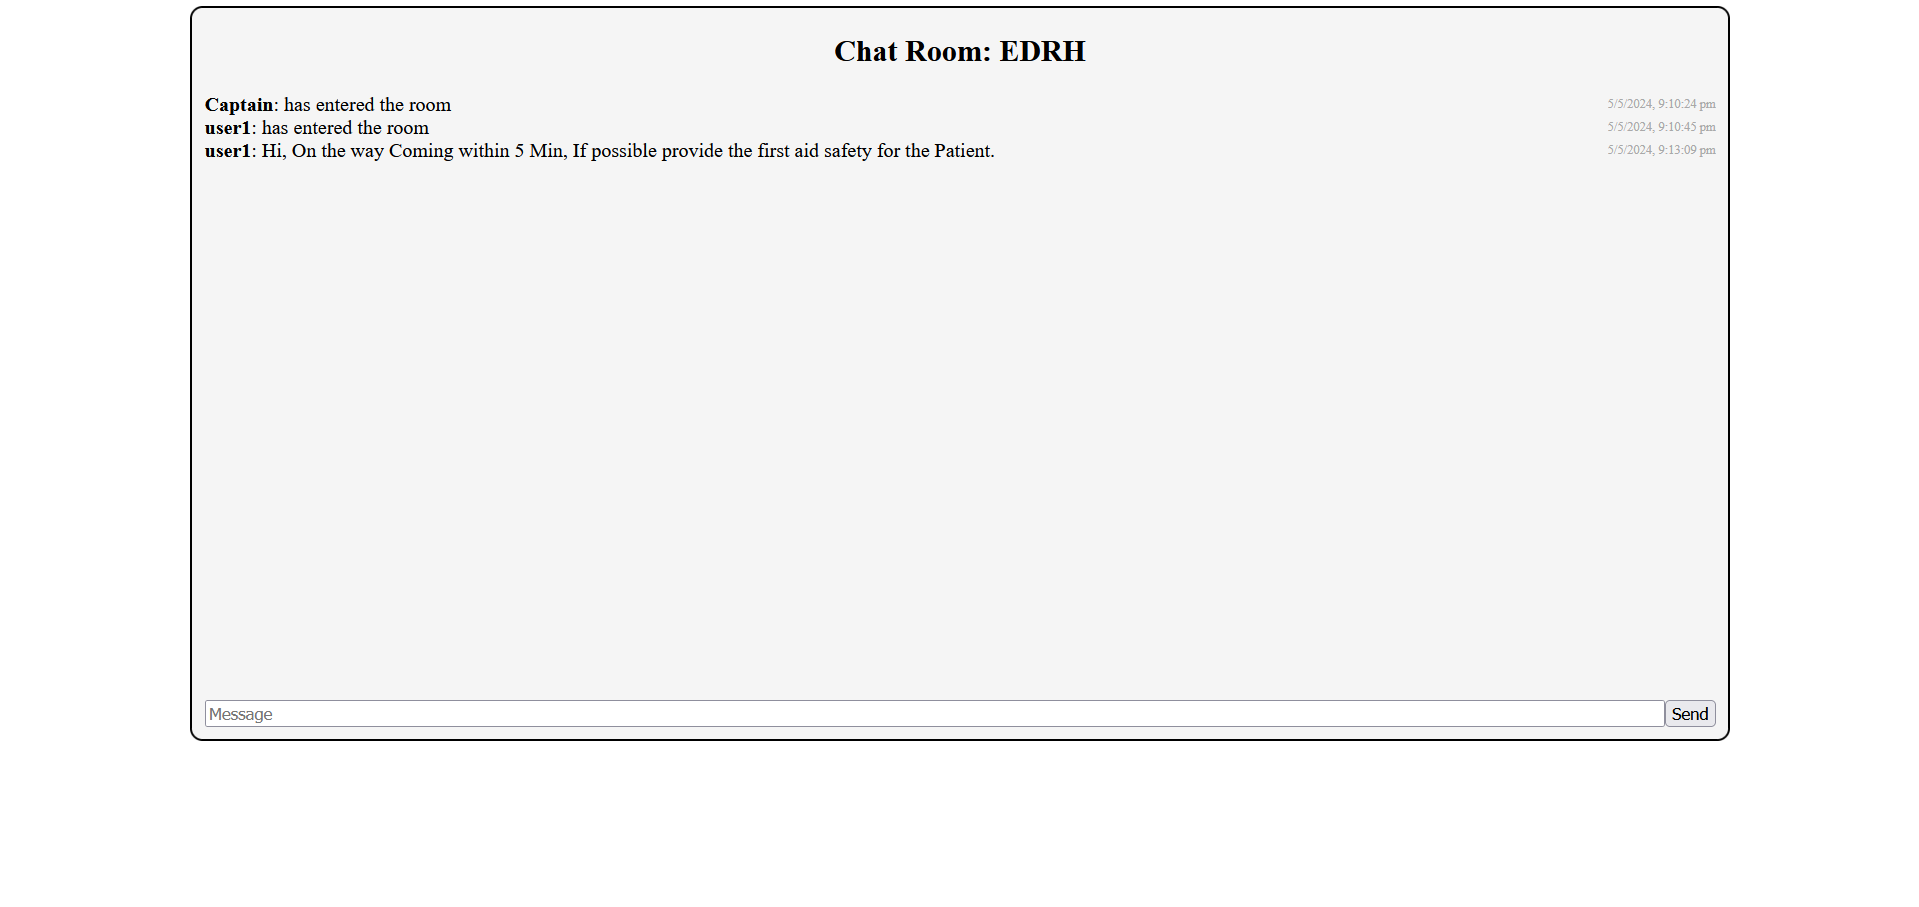 Chat Room: EDRH
Captain: has entered the room 5/5/2024, 9:10:24 pm
user1: has entered the room 5/5/2024, 9:10:45 pm
user1: Hi, On the way Coming within 5 Min, If possible provide the first aid safety for the Patient. 5/5/2024, 9:13:09 pm
Message Send